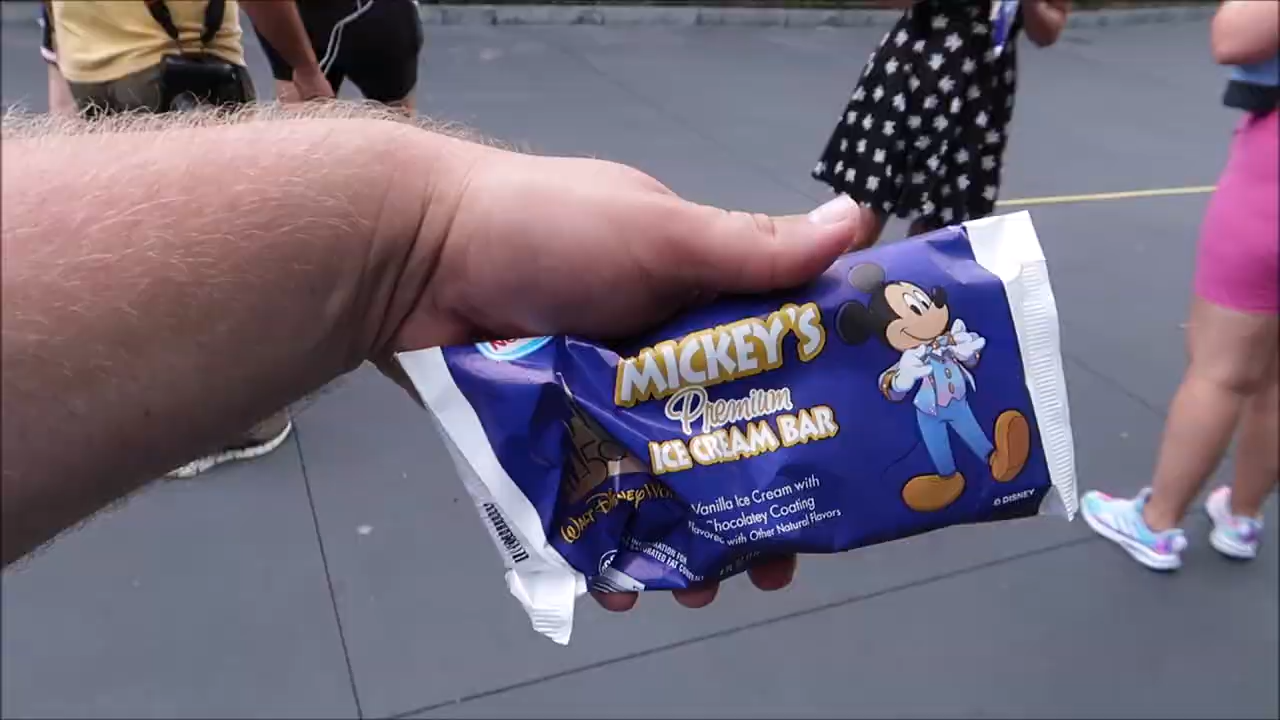 MICKEY'S
Premium
ICE CREAM BAR
Vanilla Ice Cream with
Chocolatey Coating
Flavored with Other Natural Flavors
WALT DISNEY
© DISNEY